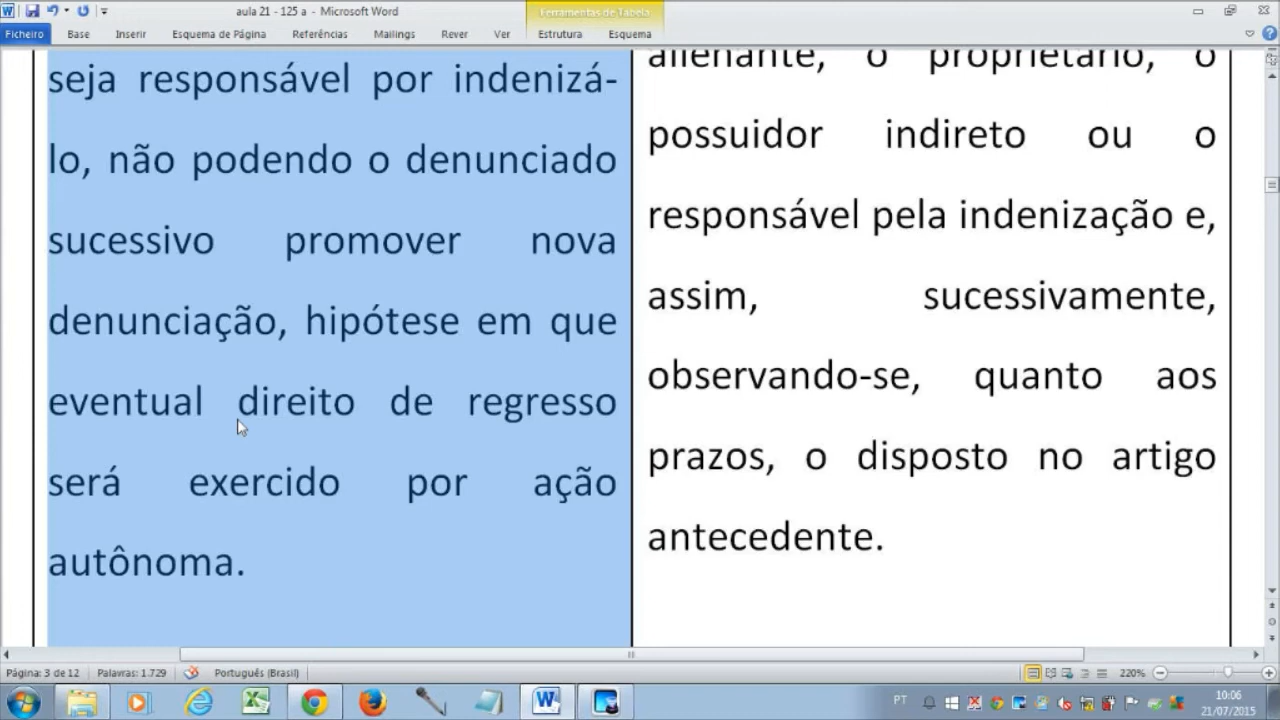 aula 21 - 125 a - Microsoft Word
Ferramentas de Tabela
Ficheiro Base Inserir Esquema de Página Referências Mailings Rever Ver Estrutura Esquema
seja responsável por indenizá-
lo, não podendo o denunciado
sucessivo promover nova
denunciação, hipótese em que
eventual direito de regresso
será exercido por ação
autônoma.
alienante, o proprietário, o
possuidor indireto ou o
responsável pela indenização e,
assim, sucessivamente,
observando-se, quanto aos
prazos, o disposto no artigo
antecedente.
Página: 3 de 12 Palavras: 1.729 Português (Brasil) 220%
PT 10:06
21/07/2015